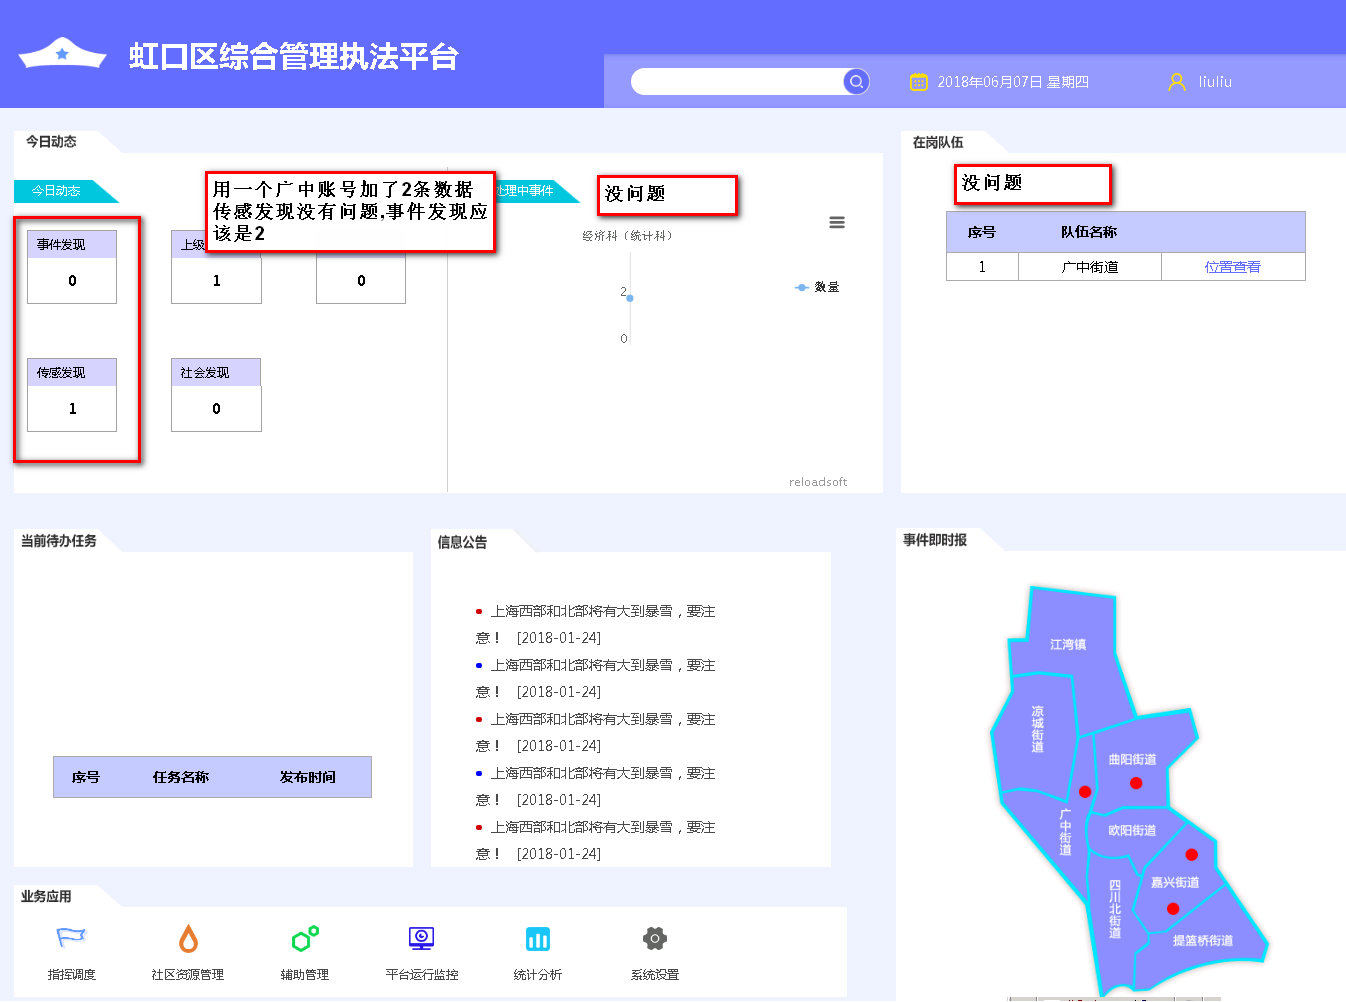 虹口区综合管理执法平台
2018年06月07日 星期四
liuliu
今日动态
在岗队伍
今日动态
用一个广中账号加了2条数据
传感发现没有问题,事件发现应
该是2
处理中事件
没问题
没问题
事件发现
0
上级
1
0
传感发现
1
社会发现
0
经济科（统计科）
2
0
数量
reloadsoft
序号 队伍名称
1 广中街道 位置查看
当前待办任务
序号 任务名称 发布时间
信息公告
上海西部和北部将有大到暴雪，要注
意！ [2018-01-24]
上海西部和北部将有大到暴雪，要注
意！ [2018-01-24]
上海西部和北部将有大到暴雪，要注
意！ [2018-01-24]
上海西部和北部将有大到暴雪，要注
意！ [2018-01-24]
上海西部和北部将有大到暴雪，要注
意！ [2018-01-24]
事件即时报
江湾镇
凉城街道
曲阳街道
广中街道
欧阳街道
嘉兴街道
四川北街道
提篮桥街道
业务应用
指挥调度
社区资源管理
辅助管理
平台运行监控
统计分析
系统设置